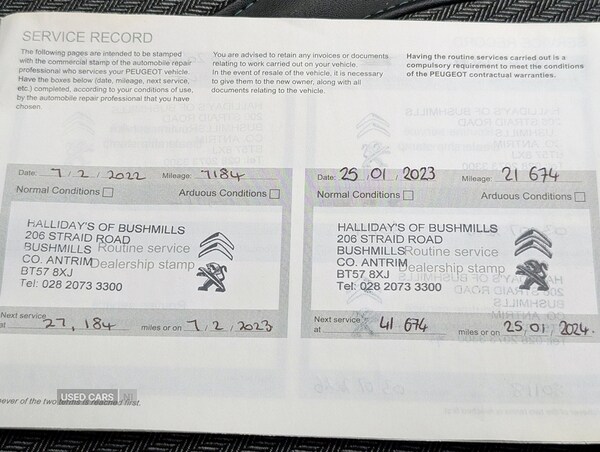 SERVICE RECORD
The following pages are intended to be stamped
with the commercial stamp of the automobile repair
professional who services your PEUGEOT vehicle.
Have the boxes below (date, mileage, next service,
etc.) completed, according to your conditions of use,
by the automobile repair professional that you have
chosen.
You are advised to retain any invoices or documents
relating to work carried out on your vehicle.
In the event of resale of the vehicle, it is necessary
to give them to the new owner, along with all
documents relating to the vehicle.
Having the routine services carried out is a
compulsory requirement to meet the conditions
of the PEUGEOT contractual warranties.
Date: 7 / 2 / 2022 Mileage: 7184
Normal Conditions Arduous Conditions
HALLIDAY'S OF BUSHMILLS
206 STRAID ROAD
BUSHMILLS Routine service
CO. ANTRIM Dealership stamp
BT57 8XJ
Tel: 028 2073 3300
Next service
at 27,184 miles or on 7 / 2 / 2023
Date: 25 / 01 / 2023 Mileage: 21 674
Normal Conditions Arduous Conditions
HALLIDAY'S OF BUSHMILLS
206 STRAID ROAD
BUSHMILLS Routine service
CO. ANTRIM Dealership stamp
BT57 8XJ
Tel: 028 2073 3300
Next service
at 41 674 miles or on 25 / 01 / 2024.
ever of the two terms is reached first.
USED CARS NI